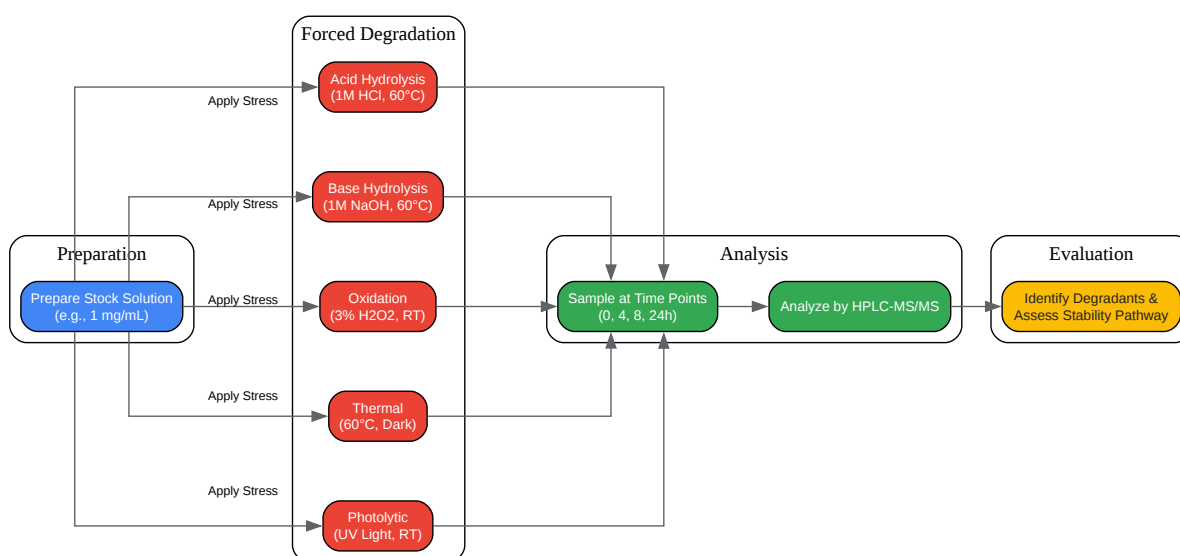 Forced Degradation
Acid Hydrolysis
(1M HCl, 60°C)
Apply Stress
Base Hydrolysis
(1M NaOH, 60°C)
Apply Stress
Preparation
Analysis
Evaluation
Prepare Stock Solution
(e.g., 1 mg/mL)
Apply Stress
Oxidation
(3% H2O2, RT)
Sample at Time Points
(0, 4, 8, 24h)
Analyze by HPLC-MS/MS
Identify Degradants &
Assess Stability Pathway
Apply Stress
Thermal
(60°C, Dark)
Apply Stress
Photolytic
(UV Light, RT)